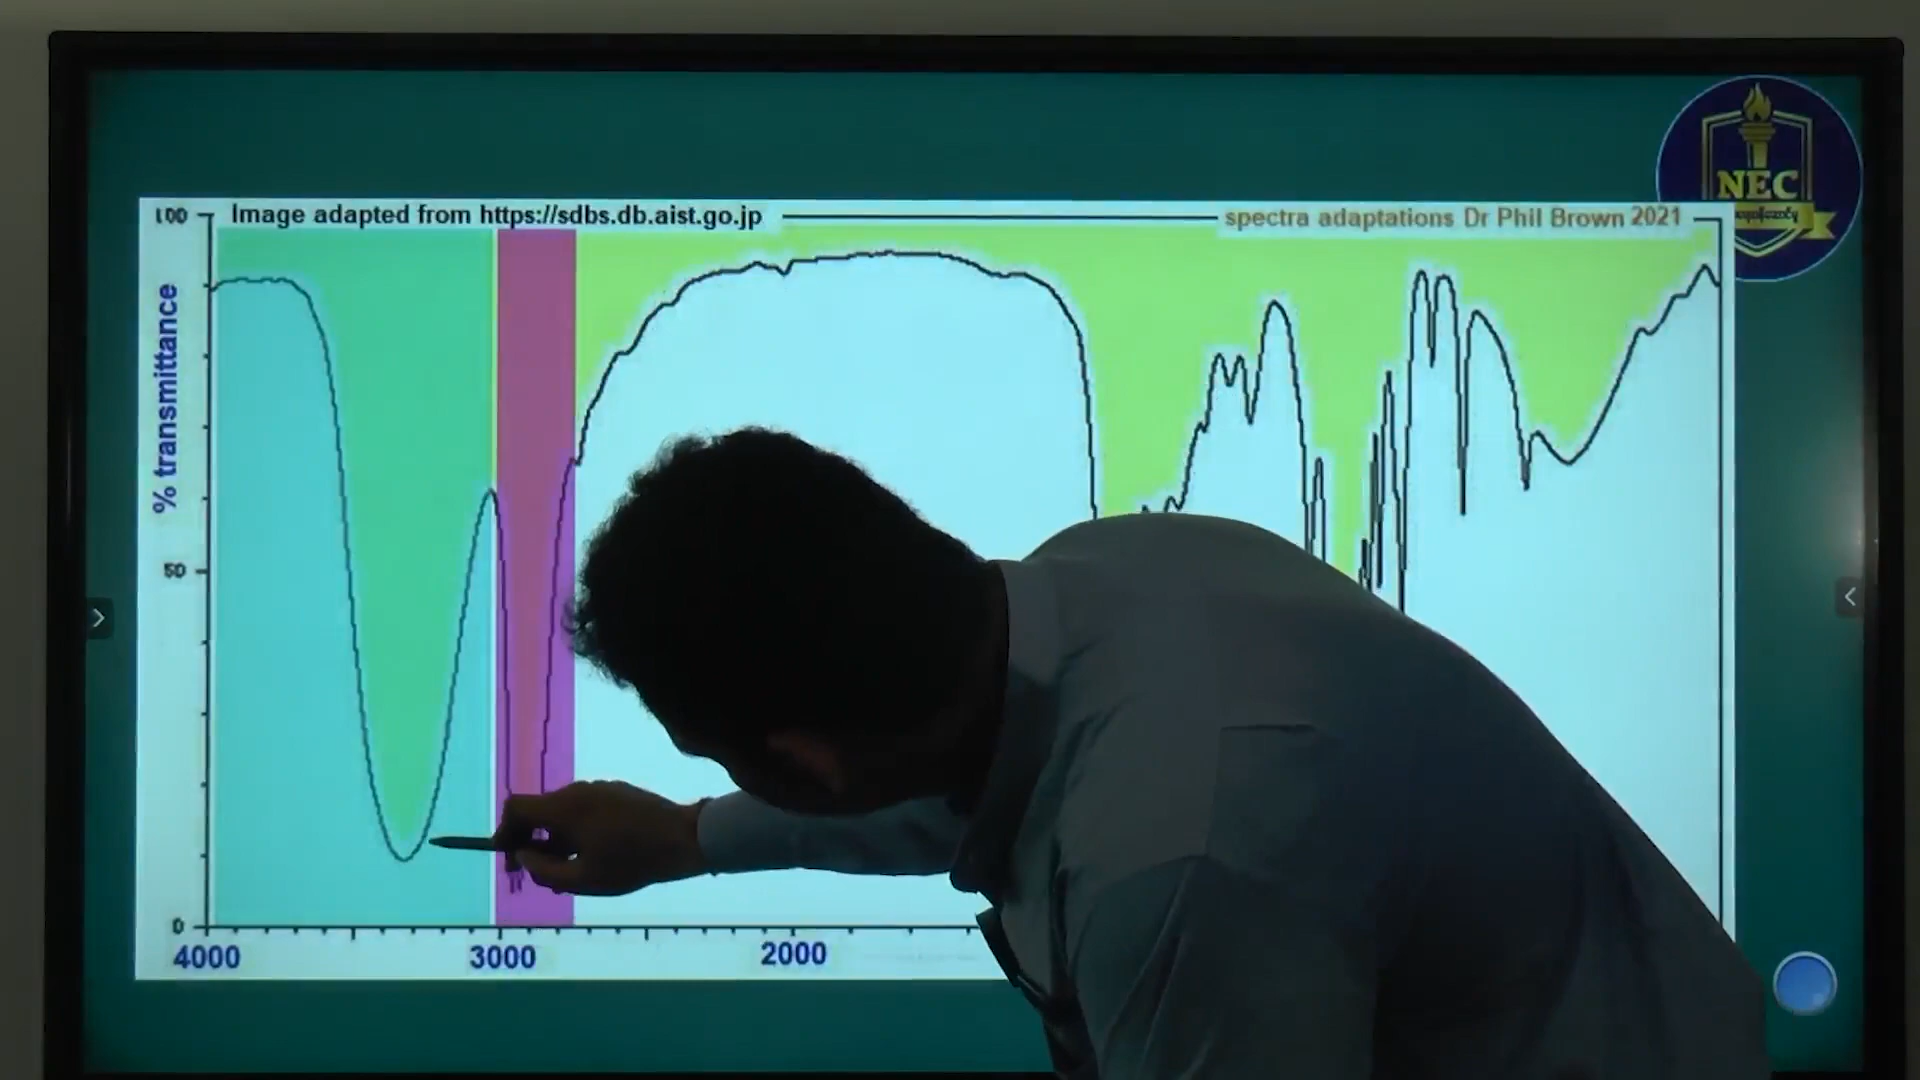 100
Image adapted from https://sdbs.db.aist.go.jp
spectra adaptations Dr Phil Brown 2021
NEC
% transmittance
50
0
4000
3000
2000